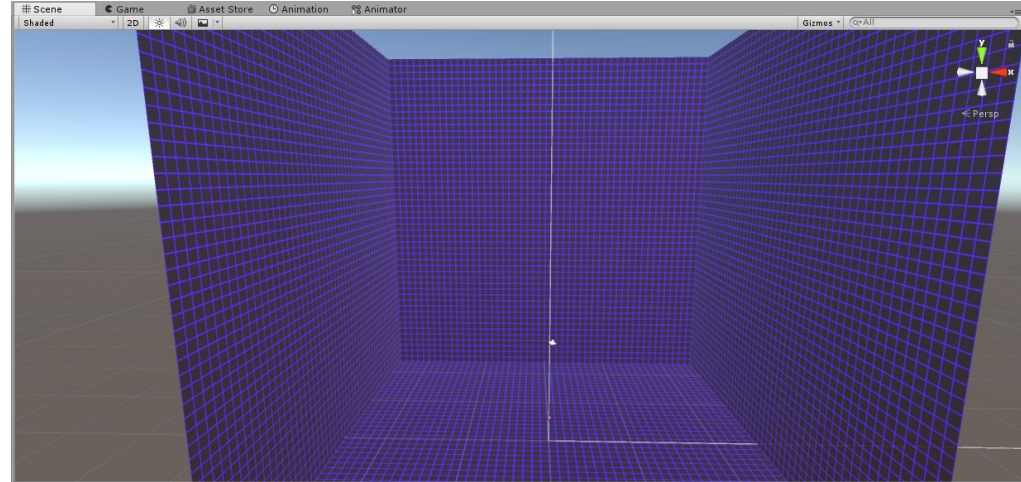 Scene Game Asset Store Animation Animator
Shaded 2D Gizmos All
y
x
Persp